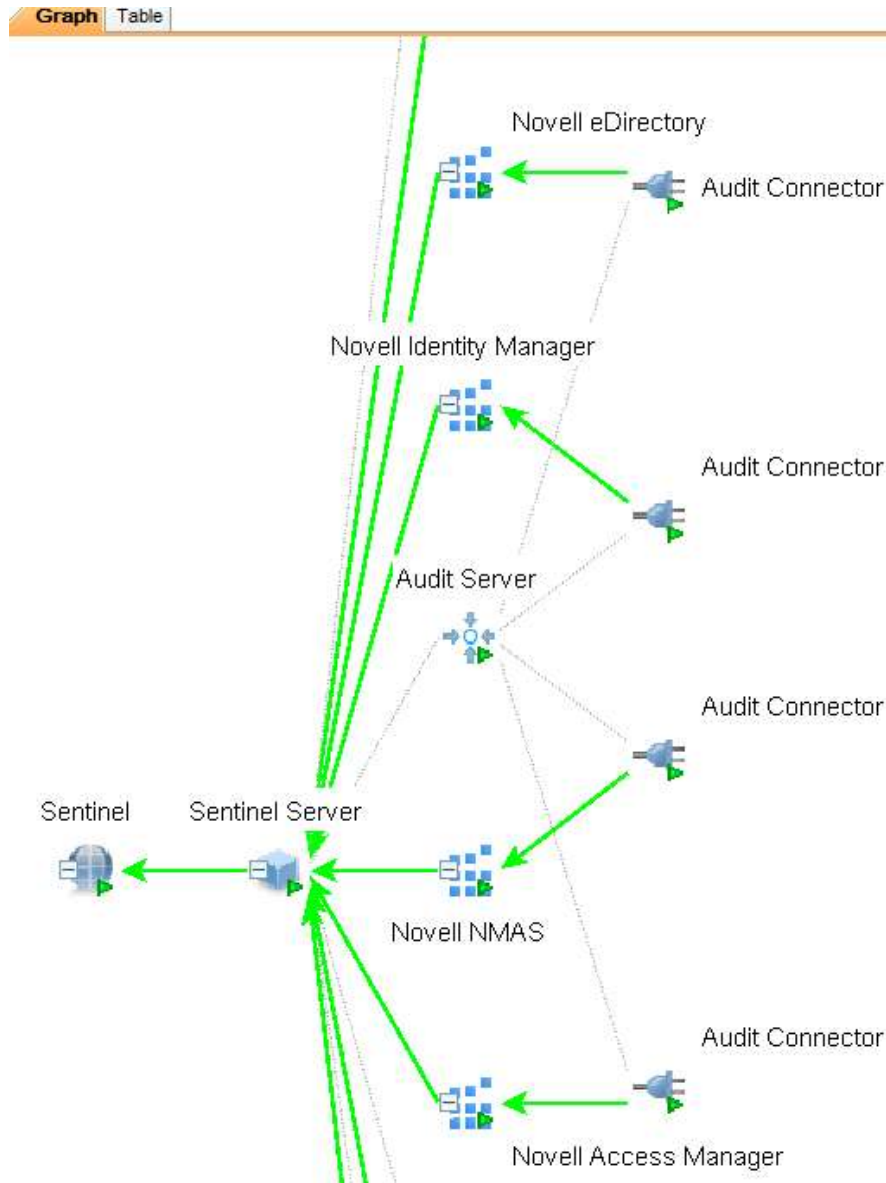 Graph Table
Novell eDirectory
Audit Connector
Novell Identity Manager
Audit Connector
Audit Server
Audit Connector
Sentinel
Sentinel Server
Novell NMAS
Audit Connector
Novell Access Manager